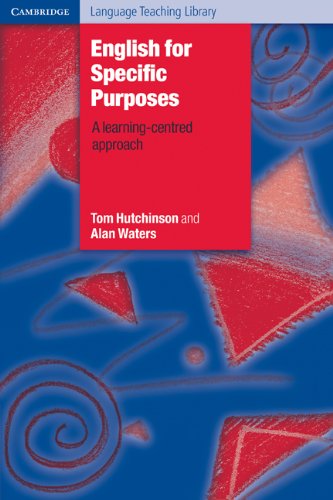 CAMBRIDGE
Language Teaching Library
English for
Specific
Purposes
A learning-centred
approach
Tom Hutchinson and
Alan Waters